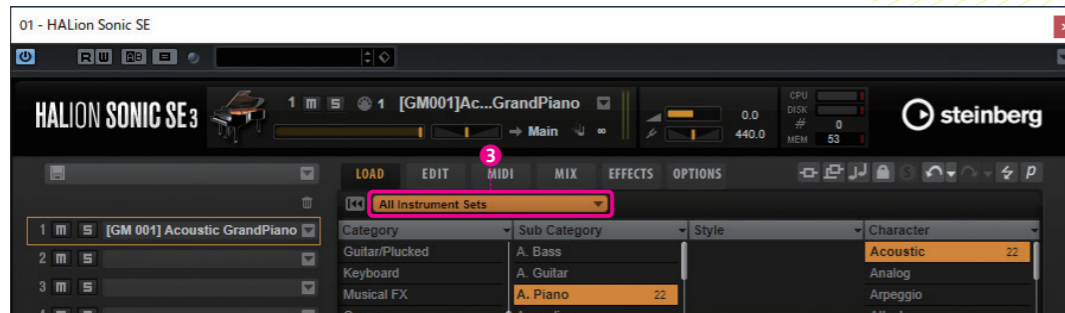 01 - HALion Sonic SE
R W AB
HALION SONIC SE 3
1 m S 1 [GM001]Ac...GrandPiano
Main
0.0
440.0
CPU
DISK
# 0
MEM 53
steinberg
3
LOAD EDIT MIDI MIX EFFECTS OPTIONS
S P
All Instrument Sets
1 m S [GM 001] Acoustic GrandPiano
Category Sub Category Style Character
2 m S
Guitar/Plucked A. Bass Acoustic 22
Keyboard A. Guitar Analog
3 m S
Musical FX A. Piano 22 Arpeggio